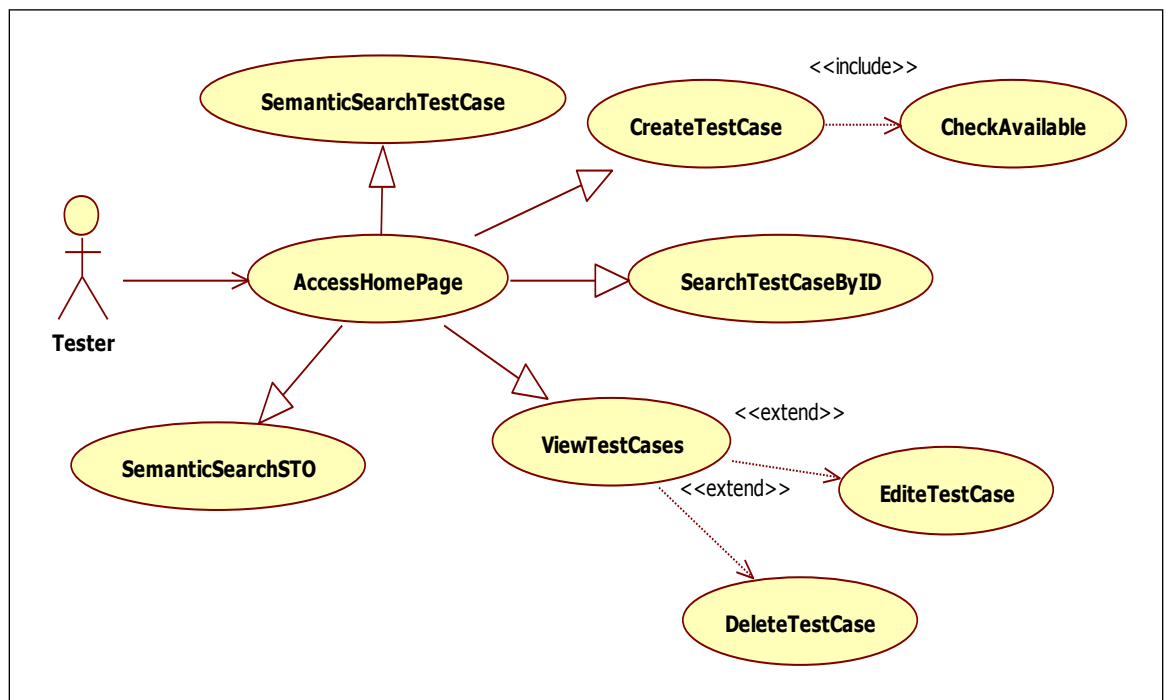 <<include>>
SemanticSearchTestCase
CreateTestCase
CheckAvailable
AccessHomePage
SearchTestCaseByID
Tester
<<extend>>
ViewTestCases
SemanticSearchSTO
<<extend>>
EditeTestCase
DeleteTestCase